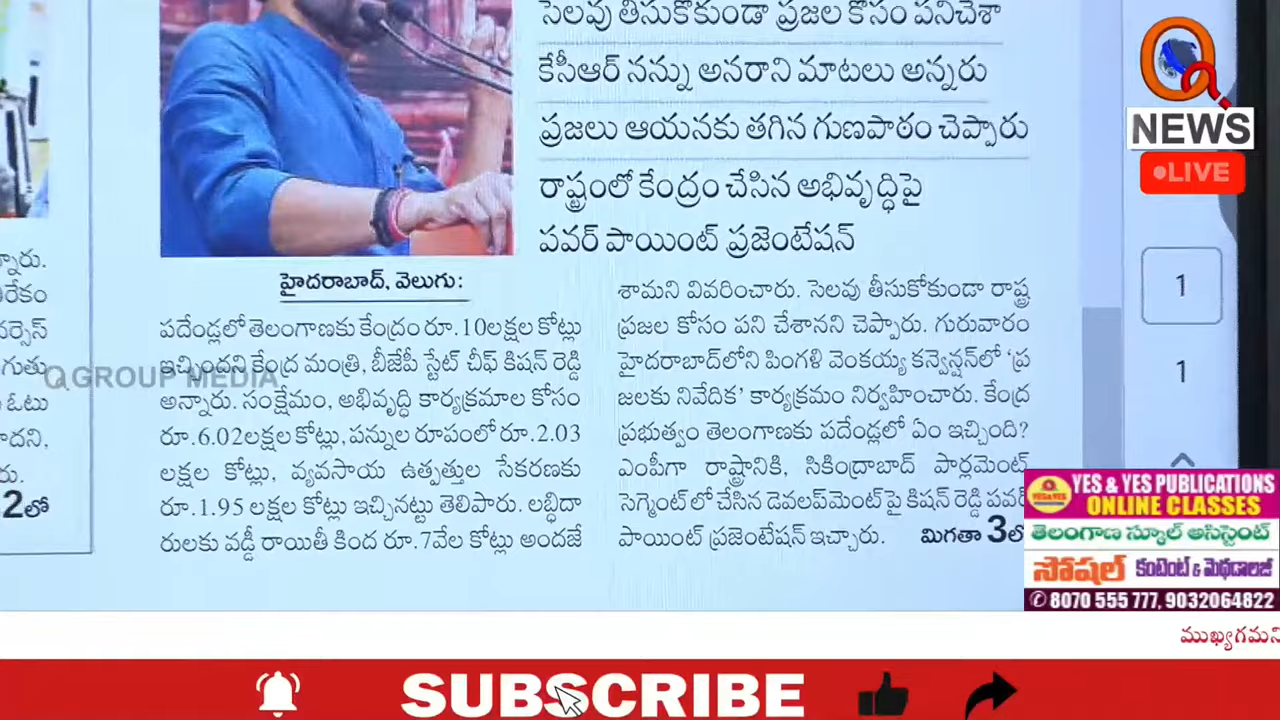 సెలవు తీసుకోకుండా ప్రజల కోసం పనిచేశా
కేసీఆర్ నన్ను అనరాని మాటలు అన్నరు
ప్రజలు ఆయనకు తగిన గుణపాఠం చెప్పారు
రాష్ట్రంలో కేంద్రం చేసిన అభివృద్ధిపై
పవర్ పాయింట్ ప్రజెంటేషన్
హైదరాబాద్, వెలుగు:
పదేండ్లలో తెలంగాణకు కేంద్రం రూ.10లక్షల కోట్లు
ఇచ్చిందని కేంద్ర మంత్రి, బీజేపీ స్టేట్ చీఫ్ కిషన్ రెడ్డి
అన్నారు. సంక్షేమం, అభివృద్ధి కార్యక్రమాల కోసం
రూ.6.02లక్షల కోట్లు, పన్నుల రూపంలో రూ.2.03
లక్షల కోట్లు, వ్యవసాయ ఉత్పత్తుల సేకరణకు
రూ.1.95 లక్షల కోట్లు ఇచ్చినట్టు తెలిపారు. లబ్ధిదా
రులకు వడ్డీ రాయితీ కింద రూ.7వేల కోట్లు అందజే
శామని వివరించారు. సెలవు తీసుకోకుండా రాష్ట్ర
ప్రజల కోసం పని చేశానని చెప్పారు. గురువారం
హైదరాబాద్‌లోని పింగళి వెంకయ్య కన్వెన్షన్‌లో ‘ప్ర
జలకు నివేదిక’ కార్యక్రమం నిర్వహించారు. కేంద్ర
ప్రభుత్వం తెలంగాణకు పదేండ్లలో ఏం ఇచ్చింది?
ఎంపీగా రాష్ట్రానికి, సికింద్రాబాద్ పార్లమెంట్
సెగ్మెంట్‌లో చేసిన డెవలప్‌మెంట్‌పై కిషన్ రెడ్డి పవర్
పాయింట్ ప్రజెంటేషన్ ఇచ్చారు. మిగతా 3లో
2లో
Q GROUP MEDIA
Q
NEWS
LIVE
1
1
YES & YES PUBLICATIONS
ONLINE CLASSES
తెలంగాణ స్కూల్ అసిస్టెంట్
సోషల్ కంటెంట్ & మెథడాలజీ
8070 555 777, 9032064822
SUBSCRIBE